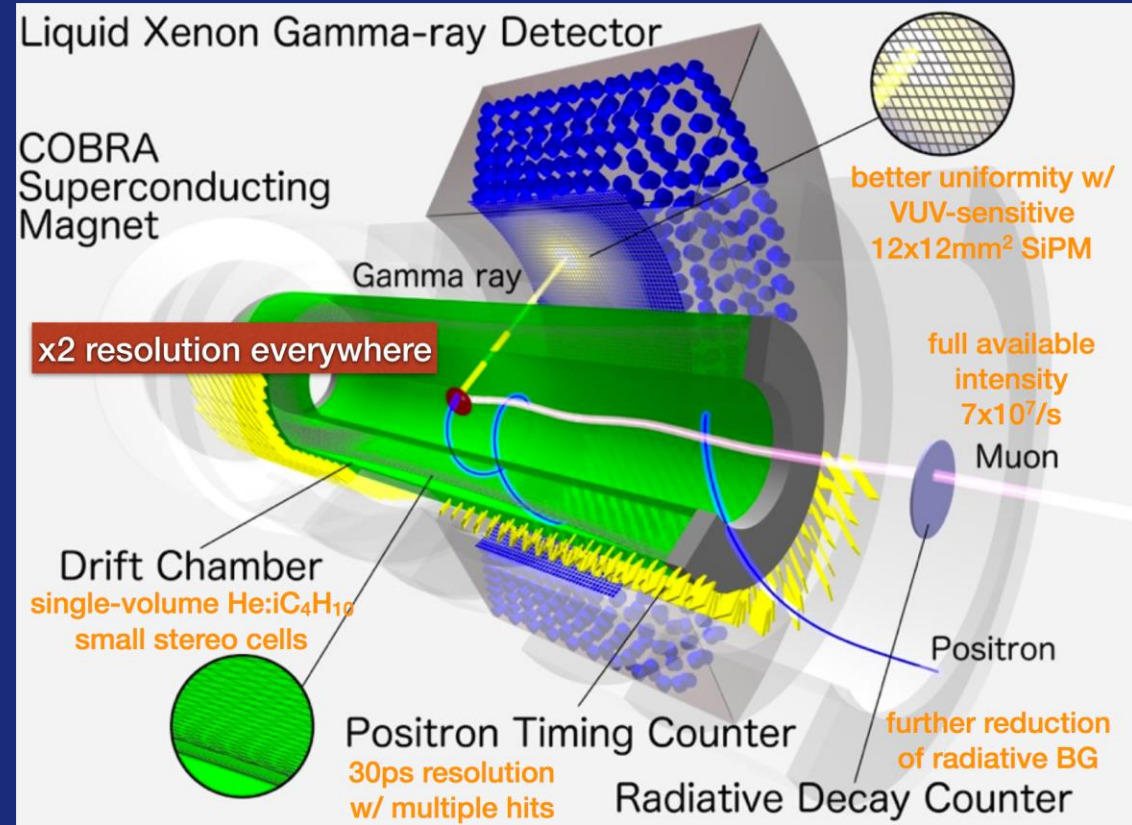 Liquid Xenon Gamma-ray Detector
COBRA
Superconducting
Magnet
better uniformity w/
VUV-sensitive
12x12mm² SiPM
Gamma ray
x2 resolution everywhere
full available
intensity
7x10⁷/s
Muon
Drift Chamber
single-volume He:iC₄H₁₀
small stereo cells
Positron
Positron Timing Counter
30ps resolution
w/ multiple hits
further reduction
of radiative BG
Radiative Decay Counter